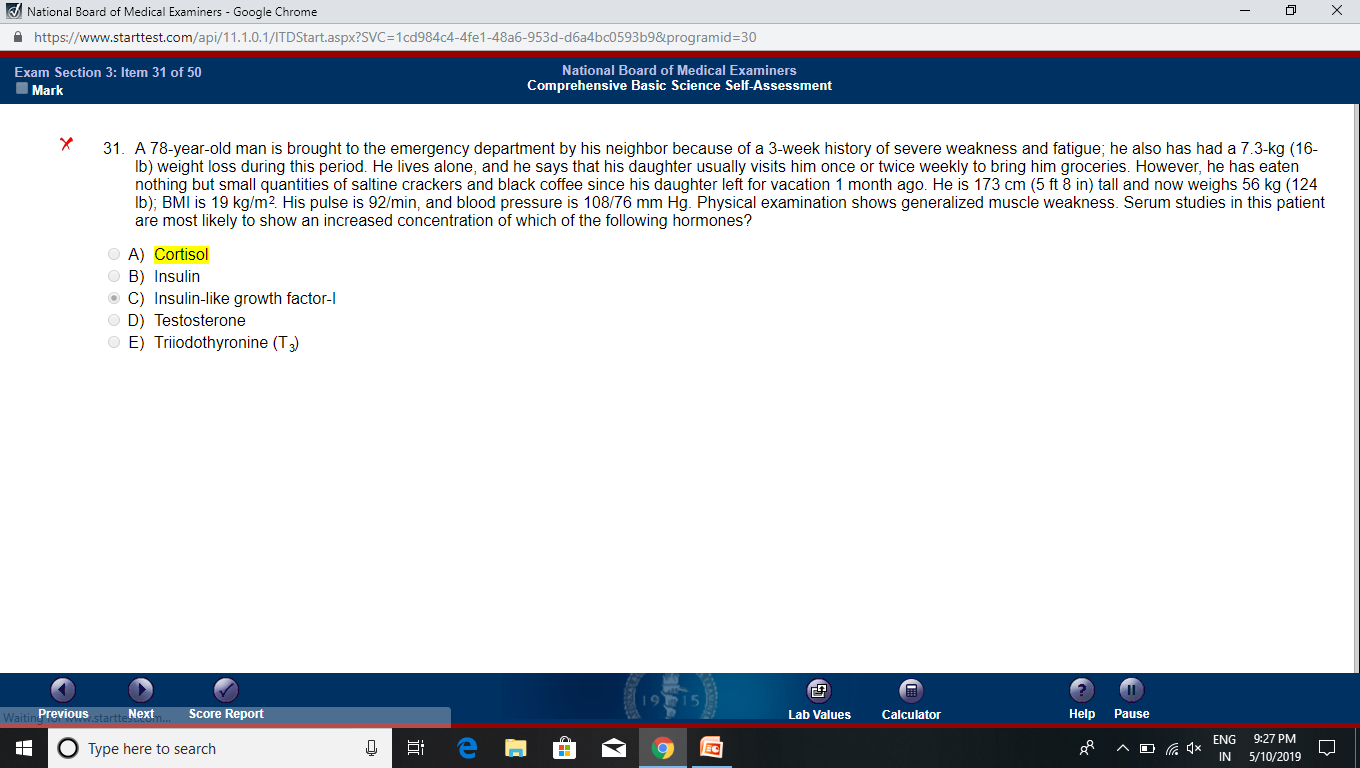 National Board of Medical Examiners - Google Chrome
https://www.starttest.com/api/11.1.0.1/ITDStart.aspx?SVC=1cd984c4-4fe1-48a6-953d-d6a4bc0593b9&programid=30
Exam Section 3: Item 31 of 50
National Board of Medical Examiners
Mark
Comprehensive Basic Science Self-Assessment
31. A 78-year-old man is brought to the emergency department by his neighbor because of a 3-week history of severe weakness and fatigue; he also has had a 7.3-kg (16-
lb) weight loss during this period. He lives alone, and he says that his daughter usually visits him once or twice weekly to bring him groceries. However, he has eaten
nothing but small quantities of saltine crackers and black coffee since his daughter left for vacation 1 month ago. He is 173 cm (5 ft 8 in) tall and now weighs 56 kg (124
lb); BMI is 19 kg/m². His pulse is 92/min, and blood pressure is 108/76 mm Hg. Physical examination shows generalized muscle weakness. Serum studies in this patient
are most likely to show an increased concentration of which of the following hormones?
A) Cortisol
B) Insulin
C) Insulin-like growth factor-I
D) Testosterone
E) Triiodothyronine (T₃)
19 15
Waiting for www.starttest.com...
Previous Next Score Report Lab Values Calculator Help Pause
Type here to search
ENG 9:27 PM
IN 5/10/2019